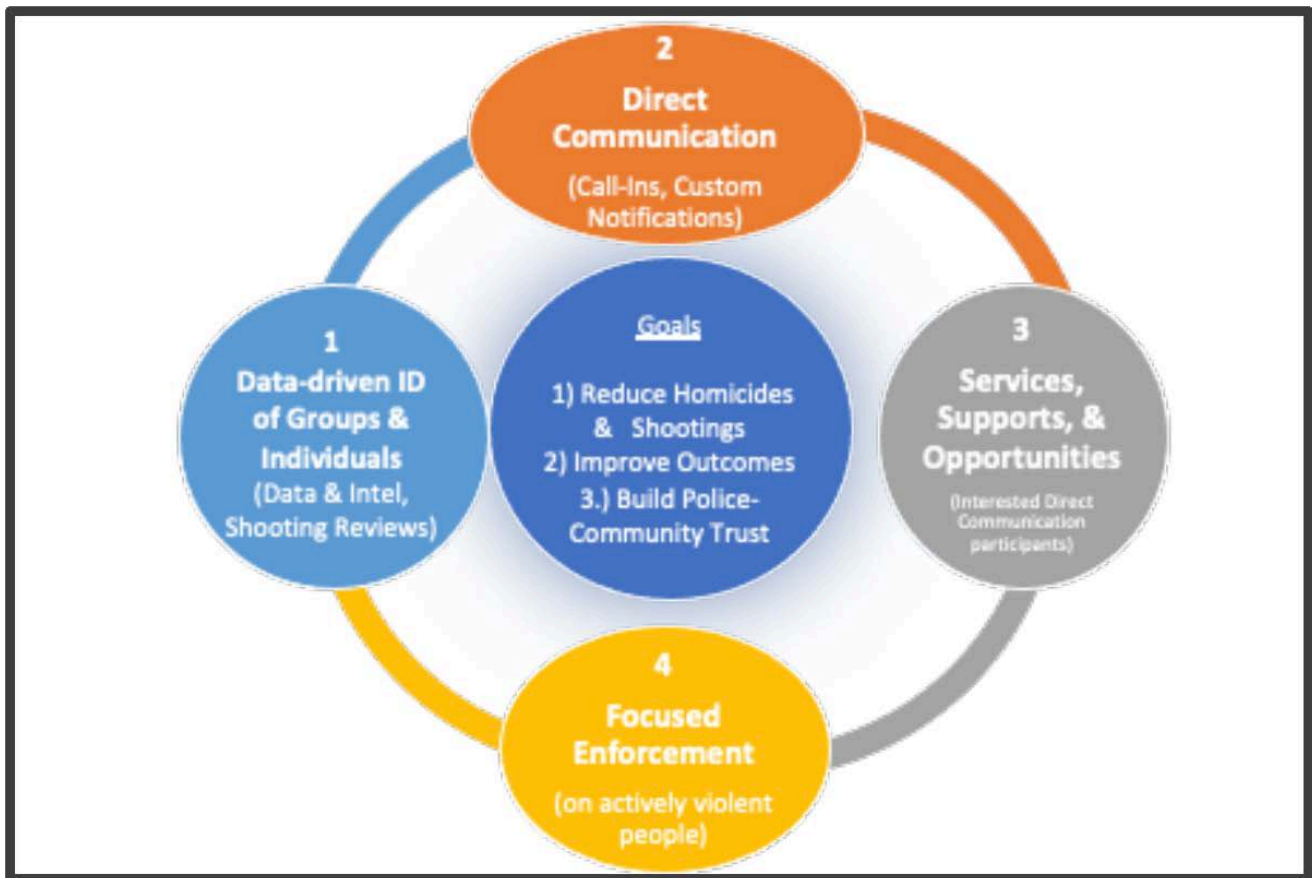 2
Direct
Communication
(Call-Ins, Custom
Notifications)
1
Data-driven ID
of Groups &
Individuals
(Data & Intel,
Shooting Reviews)
Goals
1) Reduce Homicides
& Shootings
2) Improve Outcomes
3.) Build Police-
Community Trust
3
Services,
Supports, &
Opportunities
(Interested Direct
Communication
participants)
4
Focused
Enforcement
(on actively violent
people)